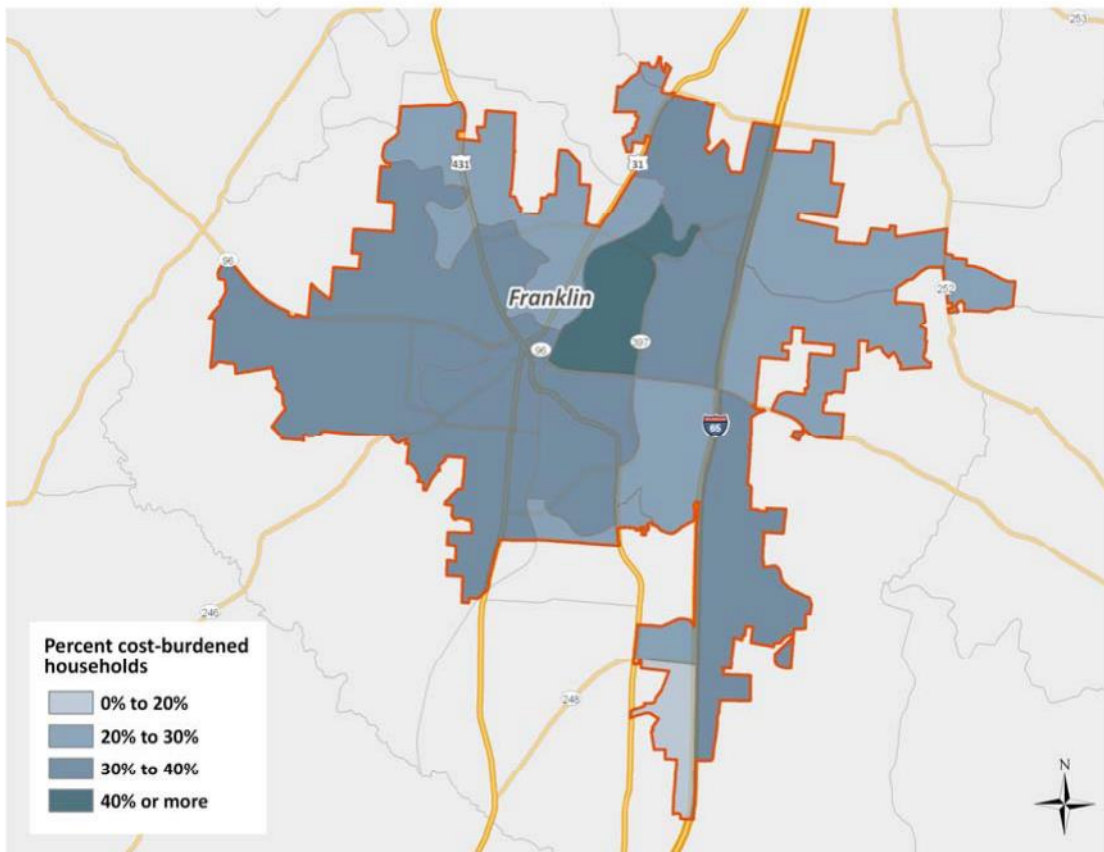 253
431
31
96
Franklin
252
96
397
65
246
248
Percent cost-burdened
households
0% to 20%
20% to 30%
30% to 40%
40% or more
N